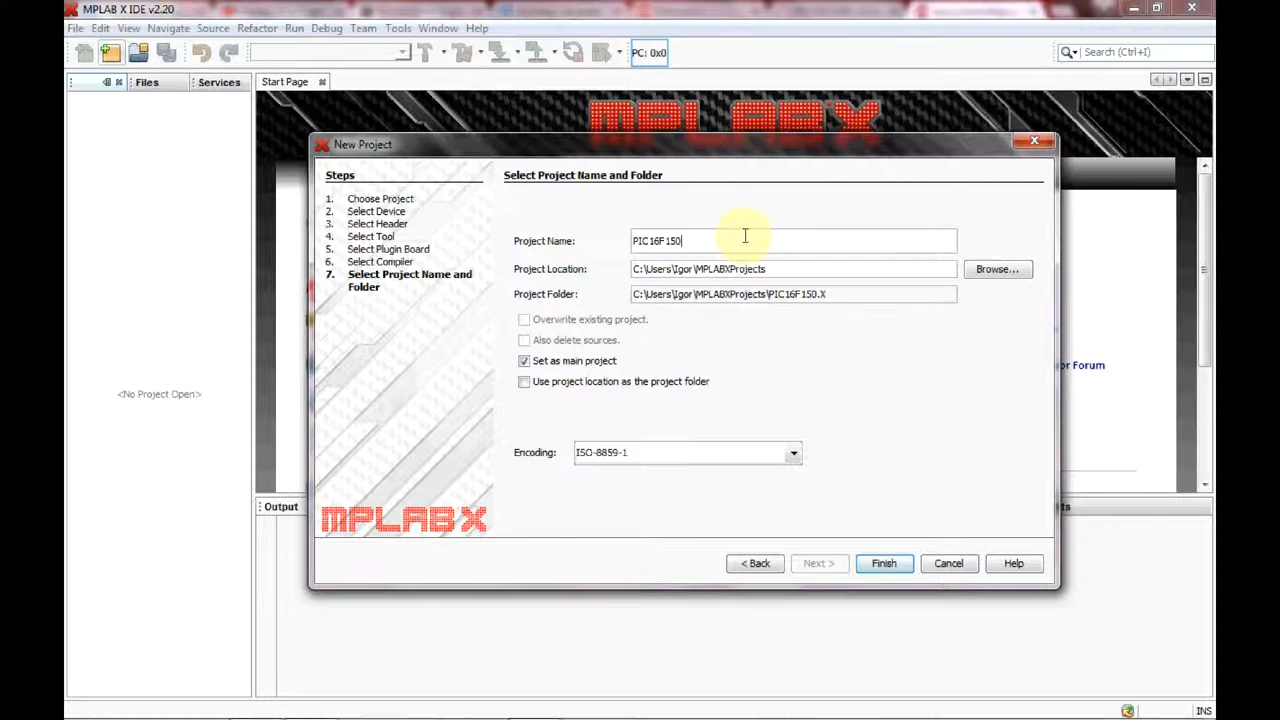 MPLAB X IDE v2.20
File Edit View Navigate Source Refactor Run Debug Team Tools Window Help
PC: 0x0
Search (Ctrl+I)
Files Services Start Page
MPLABX
New Project
Steps
1. Choose Project
2. Select Device
3. Select Header
4. Select Tool
5. Select Plugin Board
6. Select Compiler
7. Select Project Name and
Folder
MPLAB X
Select Project Name and Folder
Project Name: PIC16F150
Project Location: C:\Users\Igor\MPLABXProjects Browse...
Project Folder: C:\Users\Igor\MPLABXProjects\PIC16F150.X
Overwrite existing project.
Also delete sources.
Set as main project
Use project location as the project folder
Encoding: ISO-8859-1
< Back Next > Finish Cancel Help
<No Project Open>
or Forum
Output
ts
INS